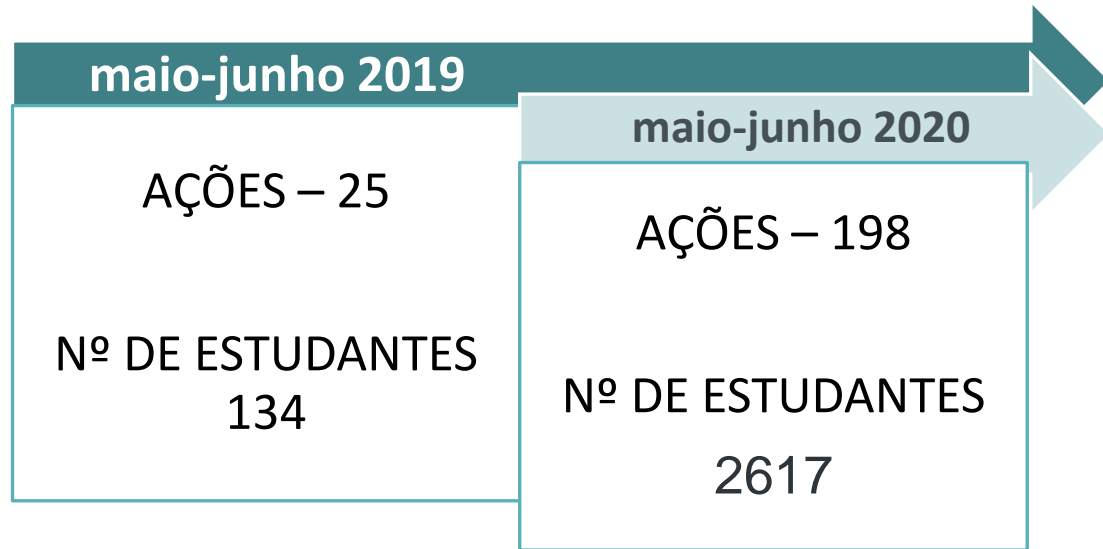 maio-junho 2019
AÇÕES – 25
Nº DE ESTUDANTES
134
maio-junho 2020
AÇÕES – 198
Nº DE ESTUDANTES
2617